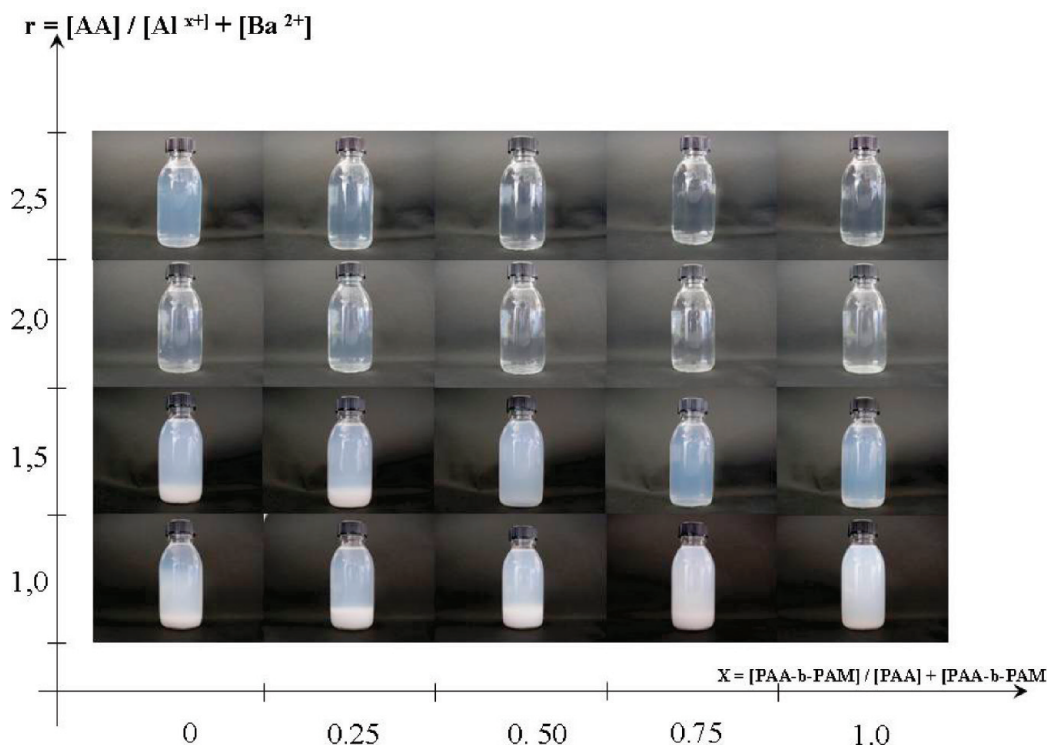 r = [AA] / [Al ˣ⁺] + [Ba ²⁺]
2,5
2,0
1,5
1,0
X = [PAA-b-PAM] / [PAA] + [PAA-b-PAM
0 0.25 0. 50 0.75 1.0